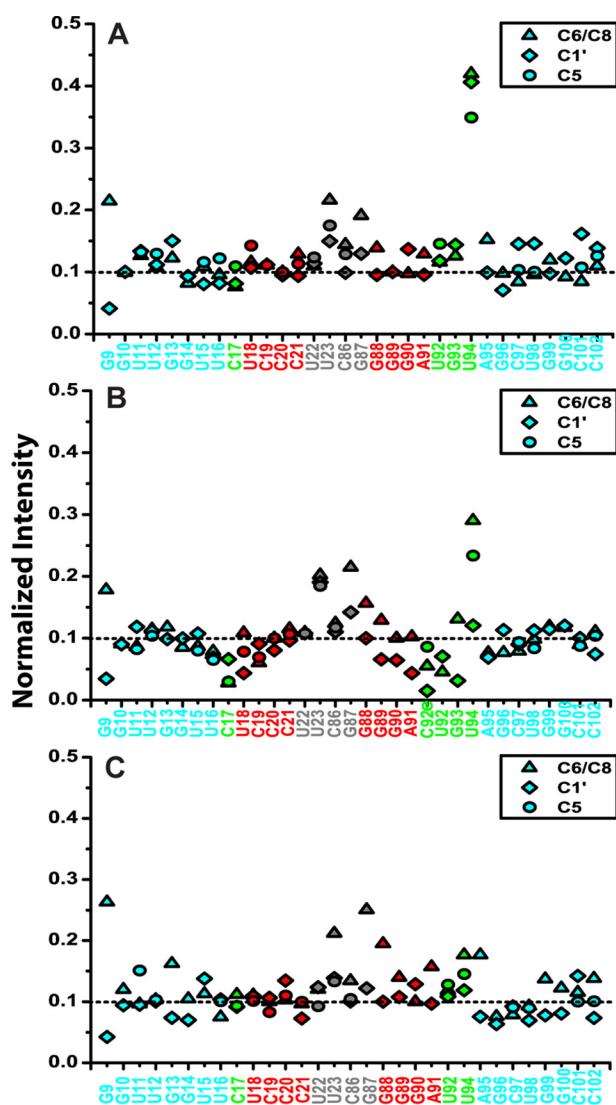 Normalized Intensity
A
C6/C8
C1'
C5
0.5
0.4
0.3
0.2
0.1
0.0
G9 G10 U11 U12 G13 G14 U15 U16 C17 U18 C19 C20 C21 U22 U23 C86 G87 G88 G89 G90 A91 U92 G93 U94 A95 G96 C97 U98 G99 G100 C101 C102
B
C6/C8
C1'
C5
0.5
0.4
0.3
0.2
0.1
0.0
G9 G10 U11 U12 G13 G14 U15 U16 C17 U18 C19 C20 C21 U22 U23 C86 G87 G88 G89 G90 A91 C92e U92 G93 U94 A95 G96 C97 U98 G99 G100 C101 C102
C
C6/C8
C1'
C5
0.5
0.4
0.3
0.2
0.1
0.0
G9 G10 U11 U12 G13 G14 U15 U16 C17 U18 C19 C20 C21 U22 U23 C86 G87 G88 G89 G90 A91 U92 U94 A95 G96 C97 U98 G99 G100 C101 C102